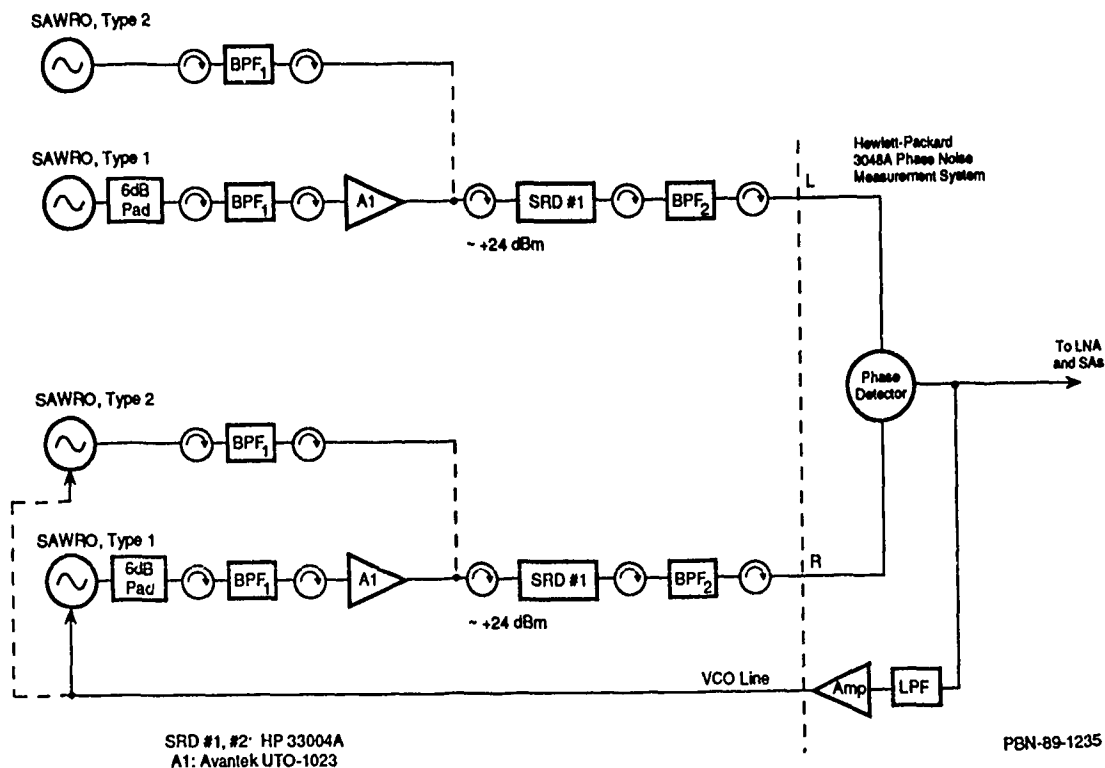 SAWRO, Type 2
BPF1
SAWRO, Type 1
6dB
Pad
BPF1
A1
SRD #1
BPF2
~ +24 dBm
L
Hewlett-Packard
3048A Phase Noise
Measurement System
Phase
Detector
To LNA
and SAs
SAWRO, Type 2
BPF1
SAWRO, Type 1
6dB
Pad
BPF1
A1
SRD #1
BPF2
~ +24 dBm
R
VCO Line
Amp
LPF
SRD #1, #2: HP 33004A
A1: Avantek UTO-1023
PBN-89-1235